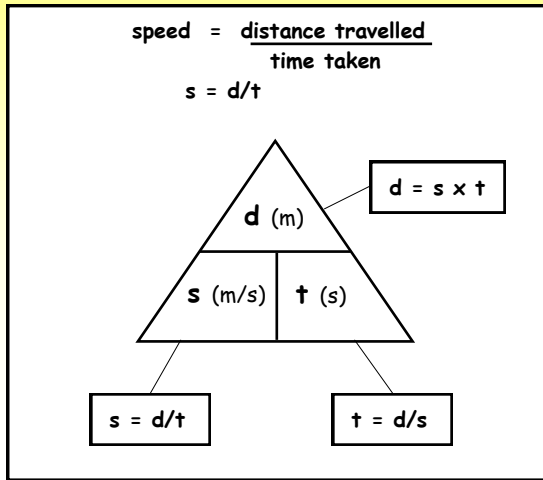 speed = distance travelled
time taken
s = d/t
d = s x t
d (m)
s (m/s) t (s)
s = d/t t = d/s